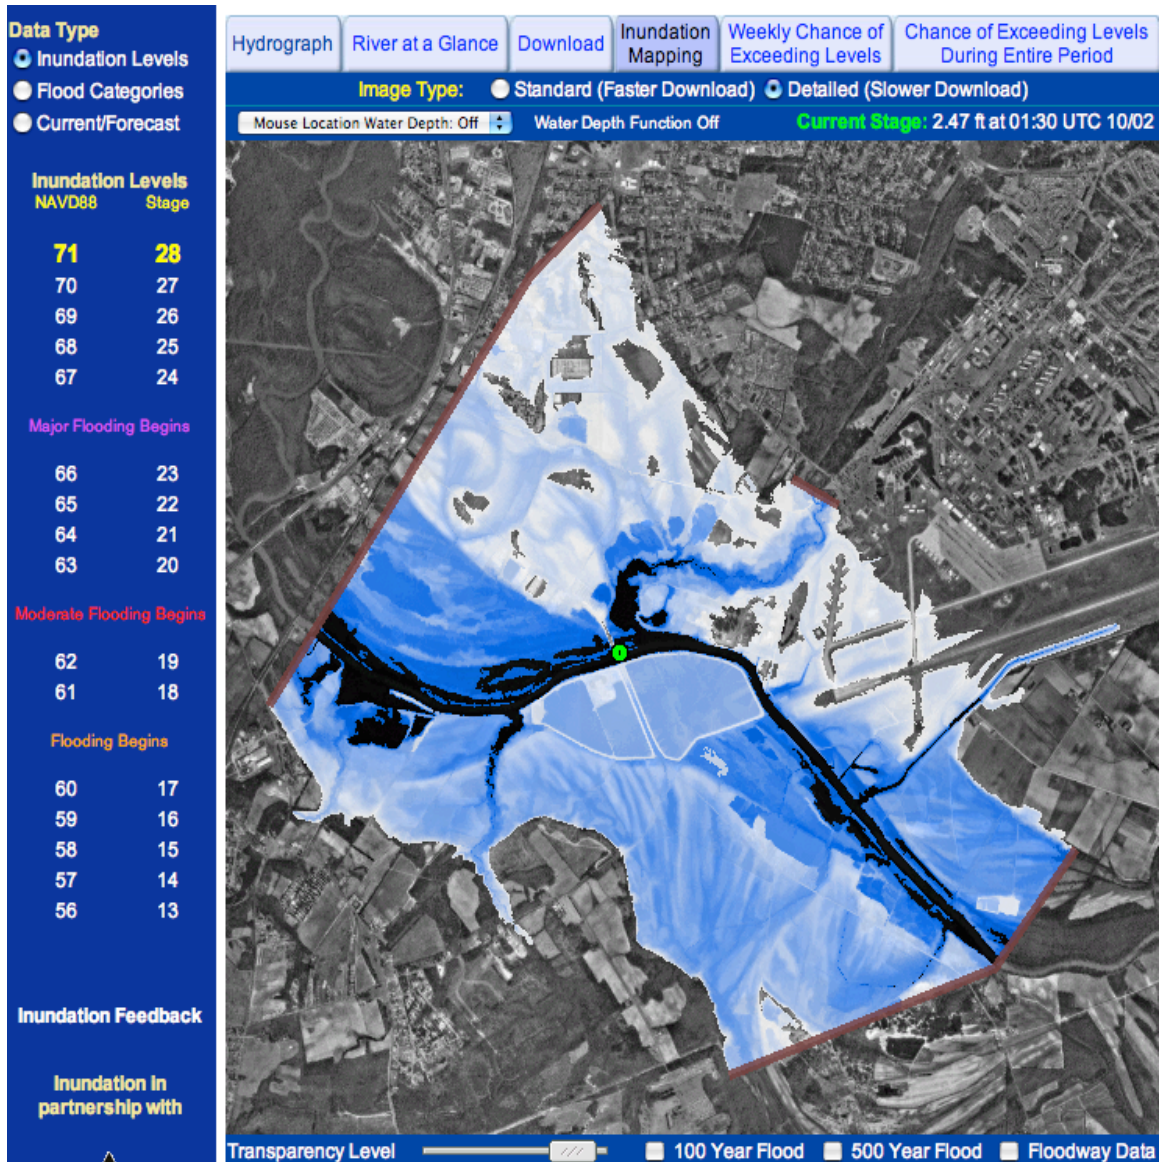 Data Type
Inundation Levels
Flood Categories
Current/Forecast
Inundation Levels
NAVD88 Stage
71 28
70 27
69 26
68 25
67 24
Major Flooding Begins
66 23
65 22
64 21
63 20
Moderate Flooding Begins
62 19
61 18
Flooding Begins
60 17
59 16
58 15
57 14
56 13
Inundation Feedback
Inundation in
partnership with
Hydrograph
River at a Glance
Download
Inundation
Mapping
Weekly Chance of
Exceeding Levels
Chance of Exceeding Levels
During Entire Period
Image Type: Standard (Faster Download) Detailed (Slower Download)
Mouse Location Water Depth: Off Water Depth Function Off Current Stage: 2.47 ft at 01:30 UTC 10/02
Transparency Level 100 Year Flood 500 Year Flood Floodway Data